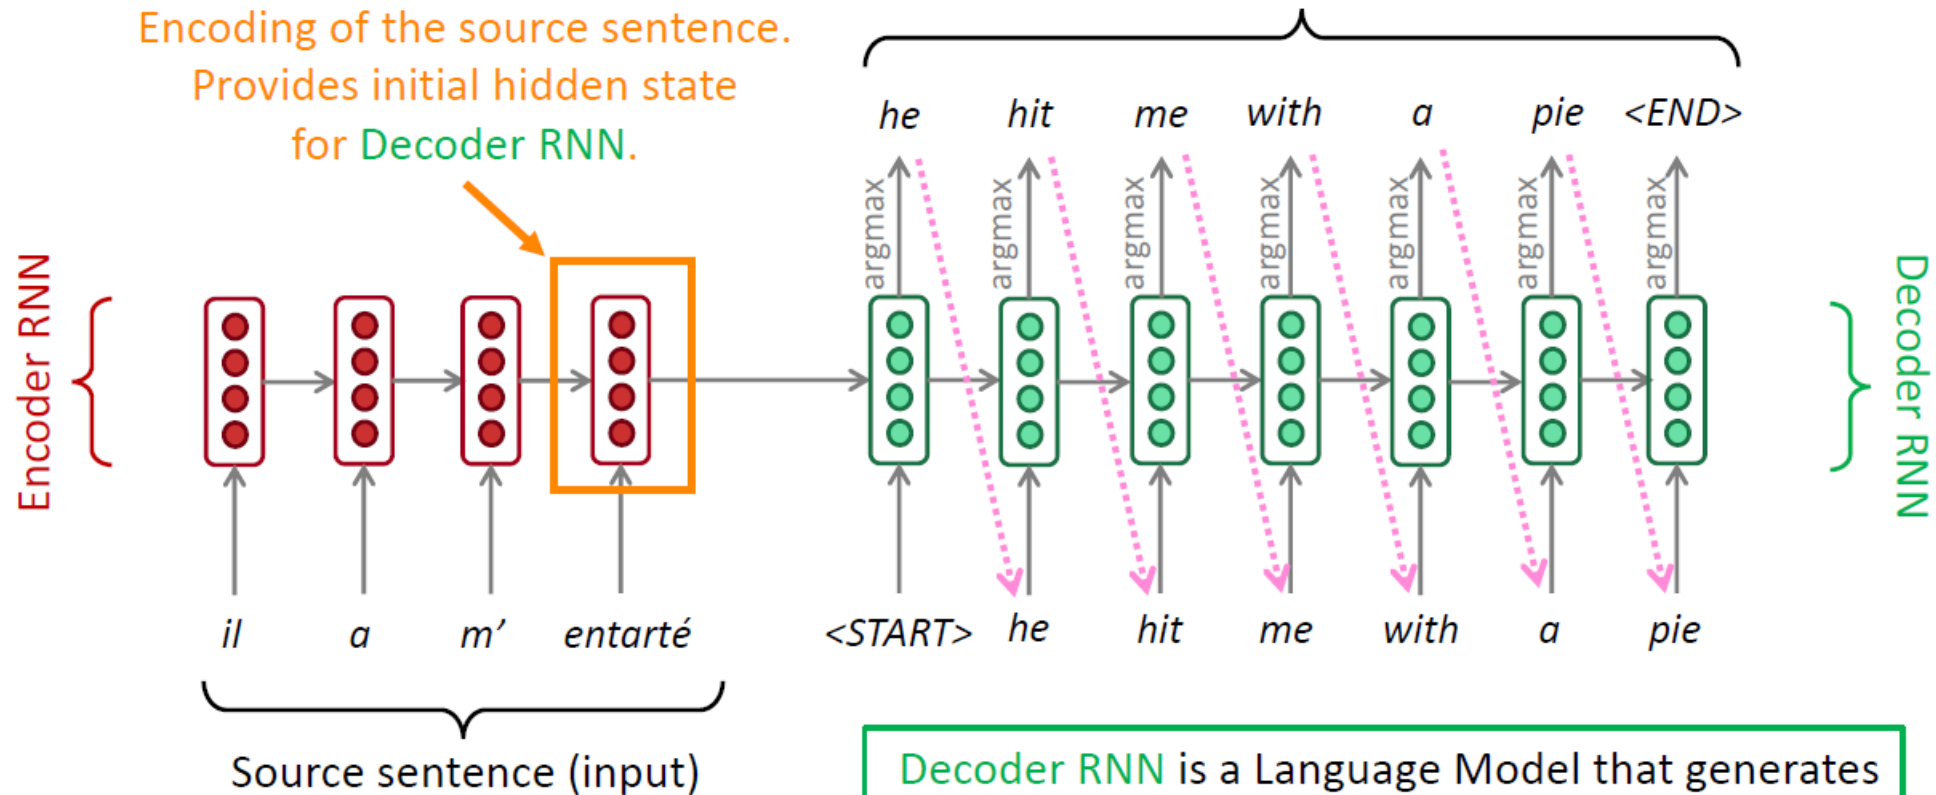 Encoding of the source sentence.
Provides initial hidden state
for Decoder RNN.
he hit me with a pie <END>
argmax argmax argmax argmax argmax argmax argmax
Encoder RNN
Decoder RNN
il a m’ entarté
<START> he hit me with a pie
Source sentence (input)
Decoder RNN is a Language Model that generates